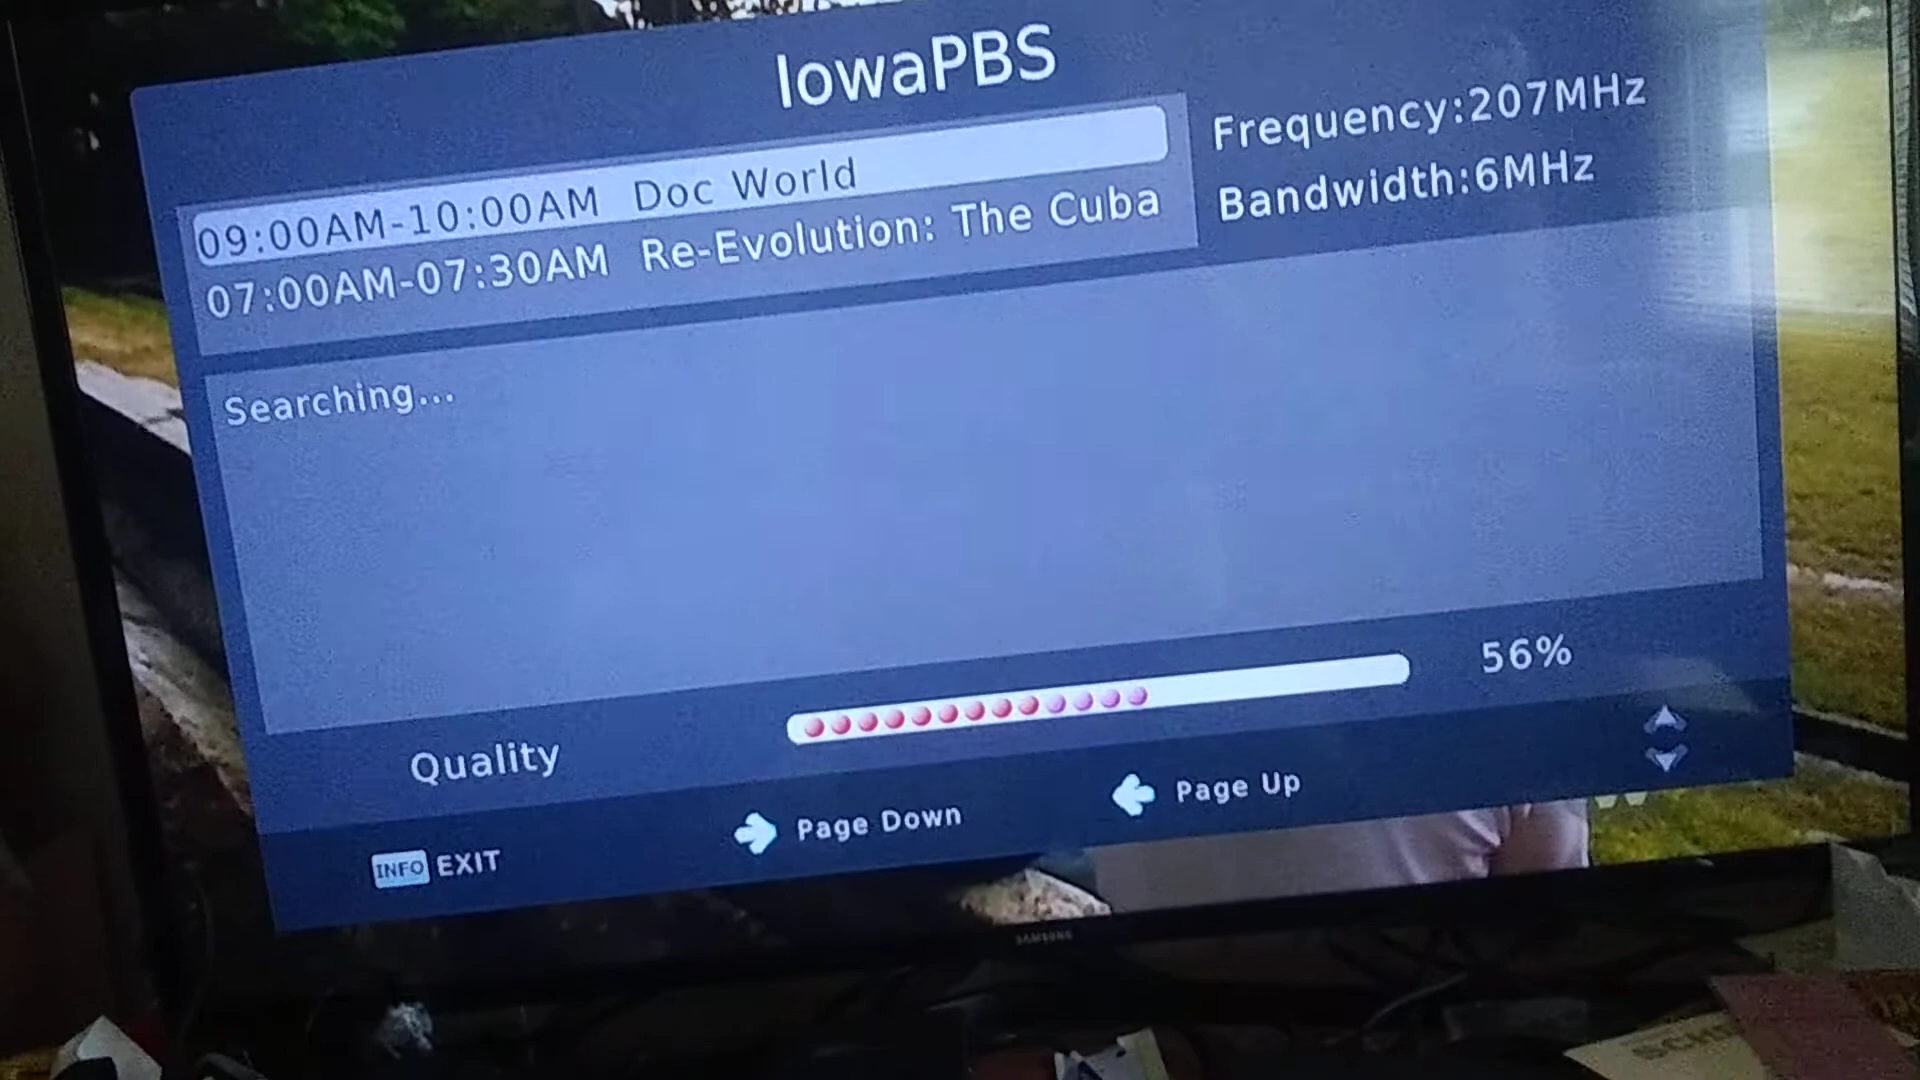 IowaPBS
09:00AM-10:00AM Doc World
07:00AM-07:30AM Re-Evolution: The Cuba
Frequency:207MHz
Bandwidth:6MHz
Searching...
Quality
56%
INFO EXIT
Page Down
Page Up
SAMSUNG